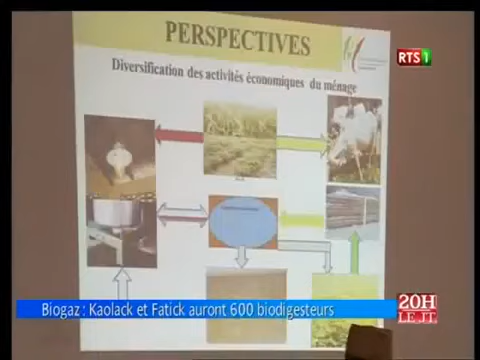 PERSPECTIVES
RTS1
Diversification des activités économiques du ménage
Biogaz : Kaolack et Fatick auront 600 biodigesteurs
20H
LE JT